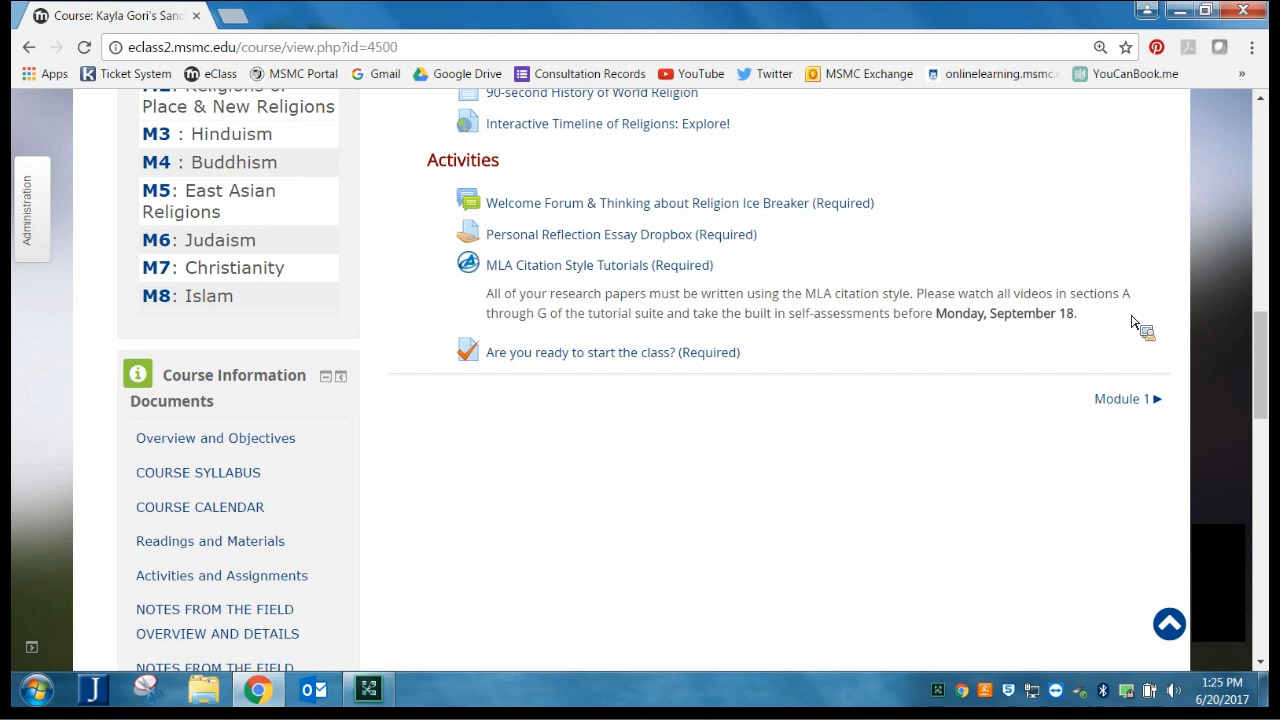 Course: Kayla Gori's Sand
eclass2.msmc.edu/course/view.php?id=4500
Apps Ticket System eClass MSMC Portal Gmail Google Drive Consultation Records YouTube Twitter MSMC Exchange onlinelearning.msmc.e YouCanBook.me »
Administration
M2: Religions of
Place & New Religions
M3 : Hinduism
M4 : Buddhism
M5: East Asian
Religions
M6: Judaism
M7: Christianity
M8: Islam
Course Information
Documents
Overview and Objectives
COURSE SYLLABUS
COURSE CALENDAR
Readings and Materials
Activities and Assignments
NOTES FROM THE FIELD
OVERVIEW AND DETAILS
NOTES FROM THE FIELD
90-second History of World Religion
Interactive Timeline of Religions: Explore!
Activities
Welcome Forum & Thinking about Religion Ice Breaker (Required)
Personal Reflection Essay Dropbox (Required)
MLA Citation Style Tutorials (Required)
All of your research papers must be written using the MLA citation style. Please watch all videos in sections A
through G of the tutorial suite and take the built in self-assessments before Monday, September 18.
Are you ready to start the class? (Required)
Module 1 ▶
1:25 PM
6/20/2017